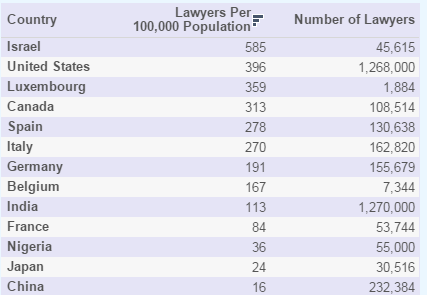 Country Lawyers Per 100,000 Population Number of Lawyers
Israel 585 45,615
United States 396 1,268,000
Luxembourg 359 1,884
Canada 313 108,514
Spain 278 130,638
Italy 270 162,820
Germany 191 155,679
Belgium 167 7,344
India 113 1,270,000
France 84 53,744
Nigeria 36 55,000
Japan 24 30,516
China 16 232,384